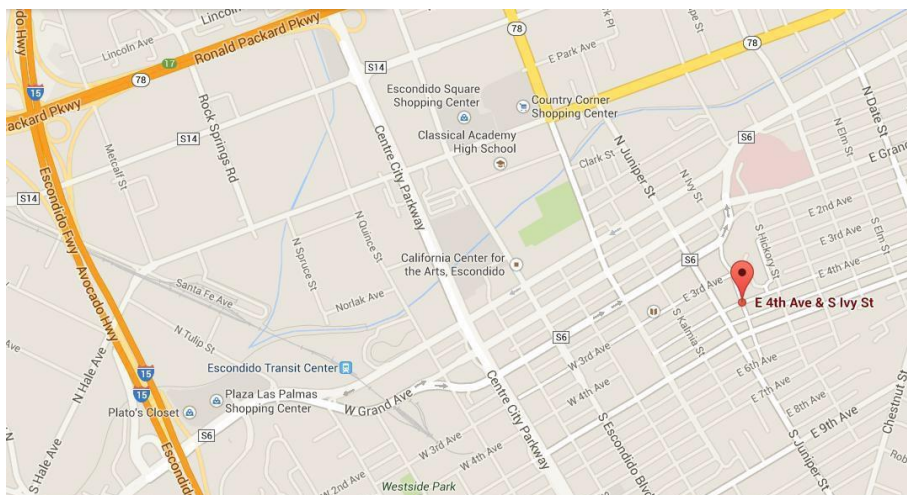 Lincoln
Lincoln Ave
Ronald Packard Pkwy
17
78
S14
15
Packard Pkwy
78
E Park Ave
78
Escondido Square
Shopping Center
Country Corner
Shopping Center
Classical Academy
High School
Rock Springs Rd
Metcalf St
S14
S14
Centre City Parkway
N Juniper St
N Date St
N Elm St
S6
E Grand
Clark St
N Ivy St
Escondido Fwy
Avocado Hwy
N Spruce St
N Quince St
E 2nd Ave
E 3rd Ave
S Elm St
S Hickory St
California Center for
the Arts, Escondido
S6
E 4th Ave
Santa Fe Ave
Norlak Ave
E 3rd Ave
E 4th Ave & S Ivy St
N Tulip St
S Kalmia St
S6
N Hale Ave
Escondido Transit Center
W 3rd Ave
E 6th Ave
15
15
Plaza Las Palmas
Shopping Center
Plato's Closet
W Grand Ave
W 4th Ave
E 7th Ave
E 8th Ave
Chestnut St
S6
Centre City Parkway
S Escondido Blvd
E 9th Ave
N
S Hale Ave
Escondido
W 3rd Ave
W 4th Ave
S Juniper St
W 2nd Ave
Westside Park
Rob